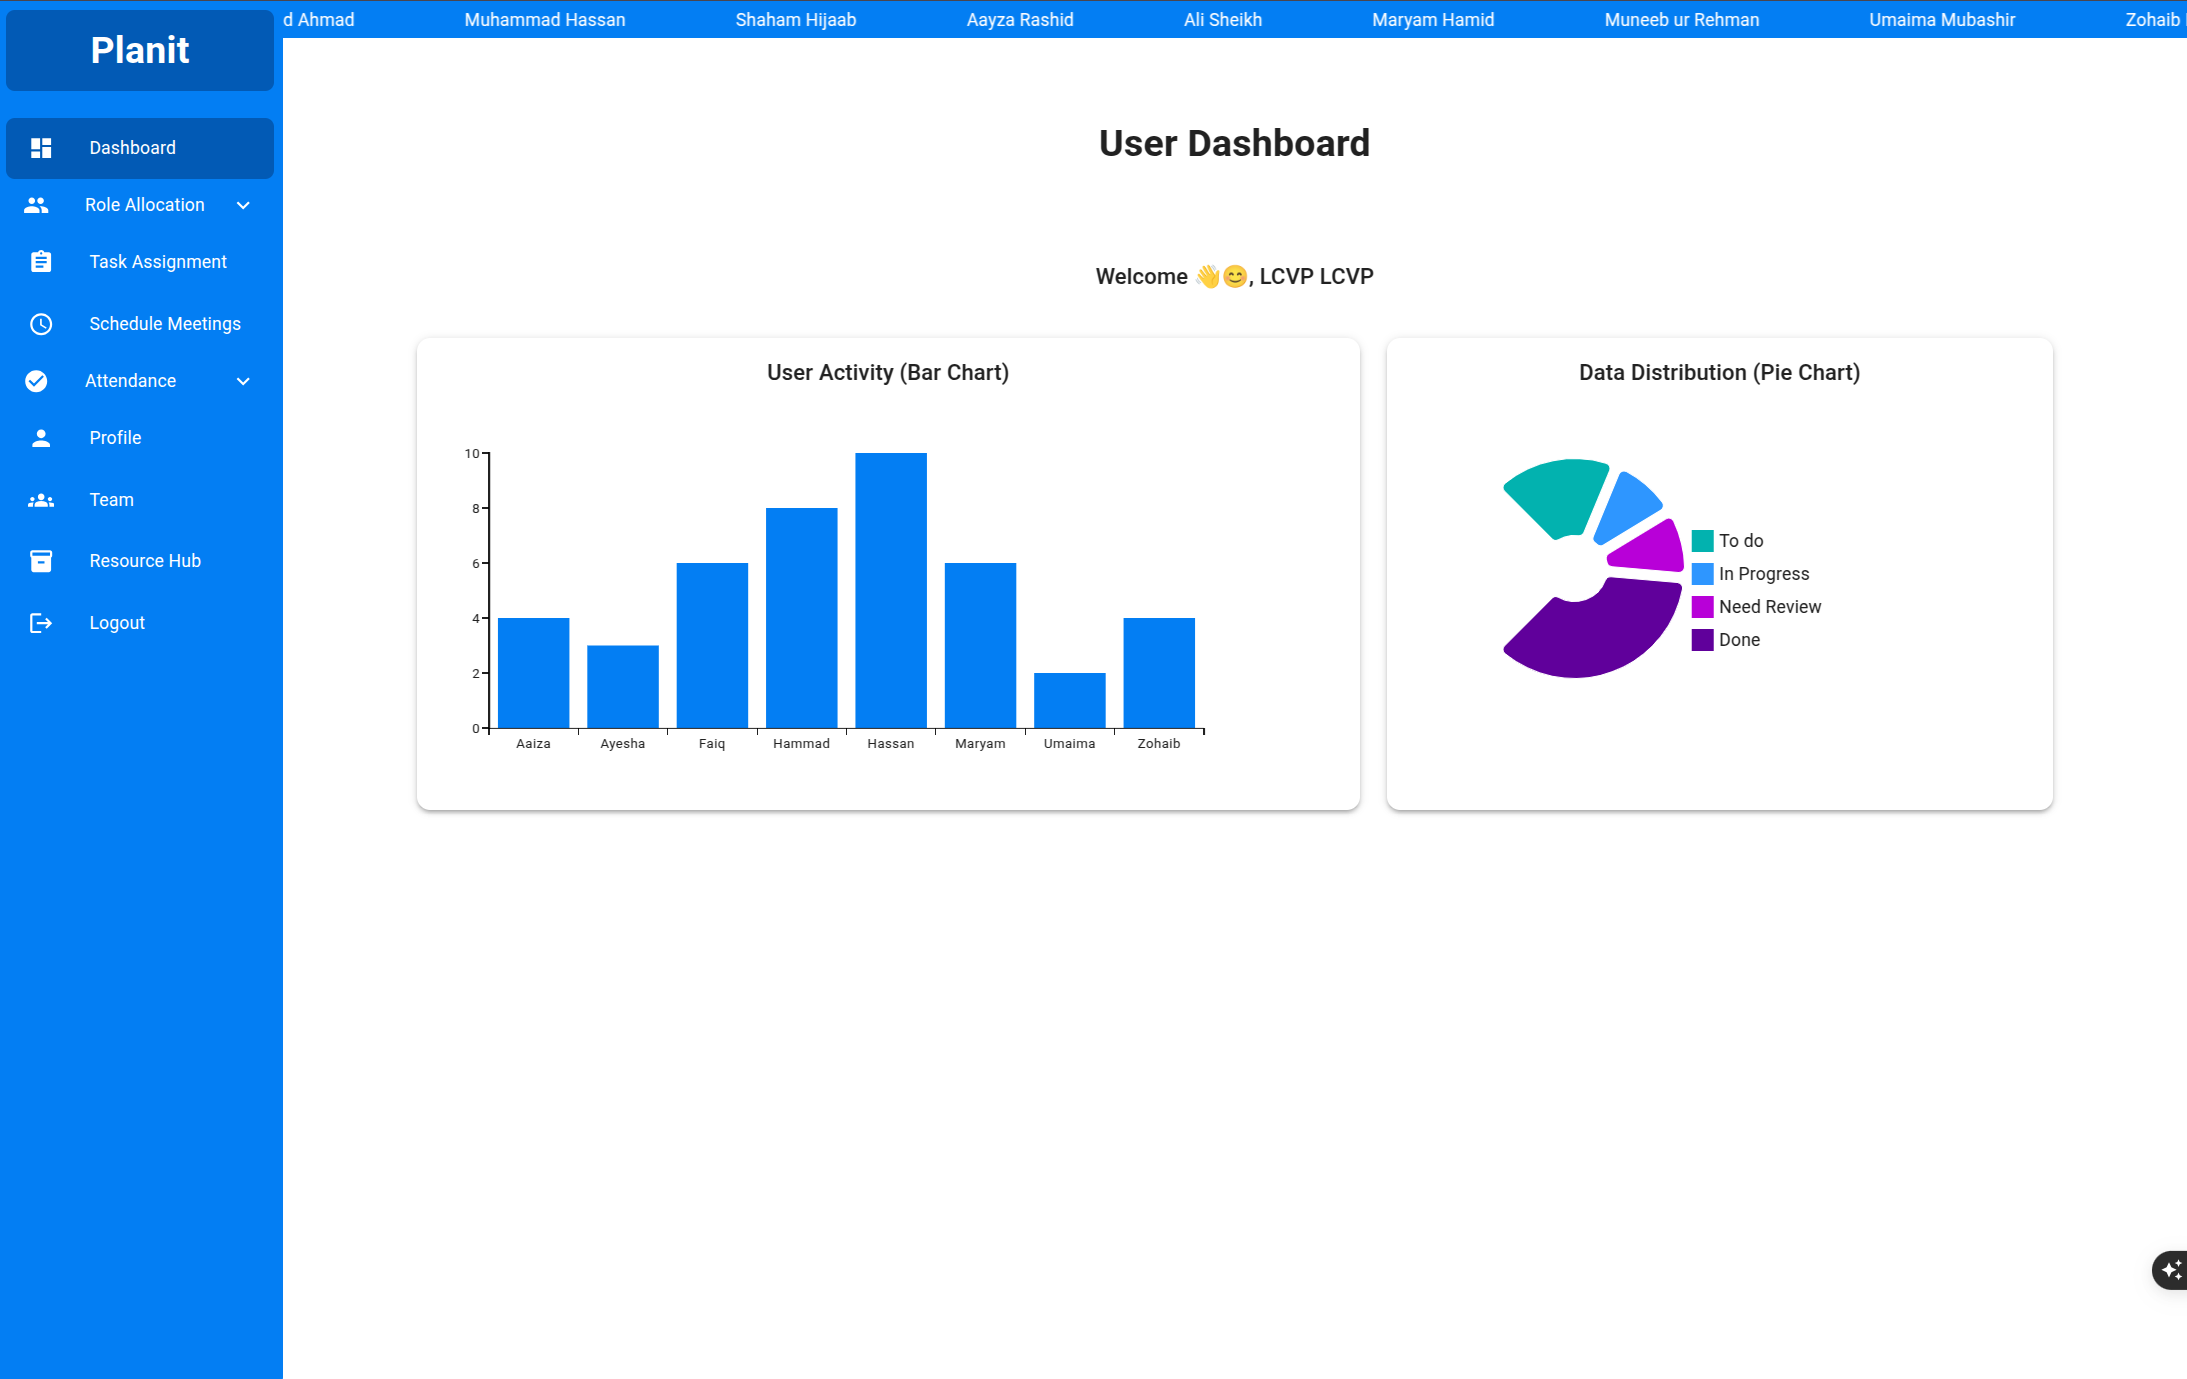 d Ahmad Muhammad Hassan Shaham Hijaab Aayza Rashid Ali Sheikh Maryam Hamid Muneeb ur Rehman Umaima Mubashir Zohaib
Planit
Dashboard
Role Allocation
Task Assignment
Schedule Meetings
Attendance
Profile
Team
Resource Hub
Logout
User Dashboard
Welcome 👋😊, LCVP LCVP
User Activity (Bar Chart)
10
8
6
4
2
0
Aaiza Ayesha Faiq Hammad Hassan Maryam Umaima Zohaib
Data Distribution (Pie Chart)
To do
In Progress
Need Review
Done